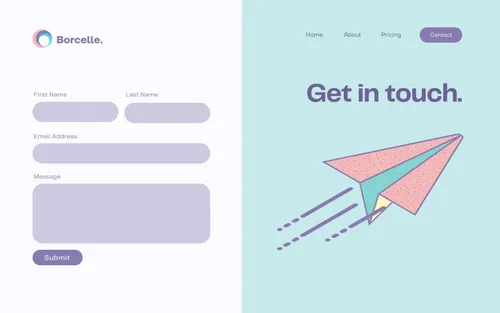 Borcelle.
First Name
Last Name
Email Address
Message
Submit
Home
About
Pricing
Contact
Get in touch.